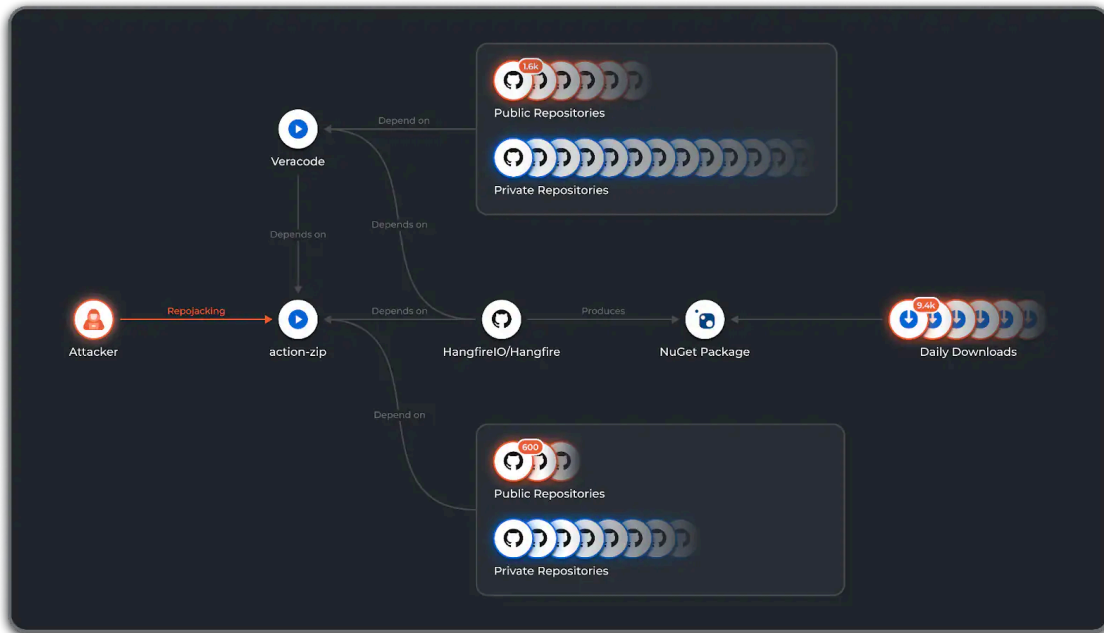 1.6k
Public Repositories
Depend on
Veracode
Private Repositories
Depends on
Depends on
Attacker
Repojacking
action-zip
Depends on
HangfireIO/Hangfire
Produces
NuGet Package
9.4k
Daily Downloads
Depend on
600
Public Repositories
Private Repositories